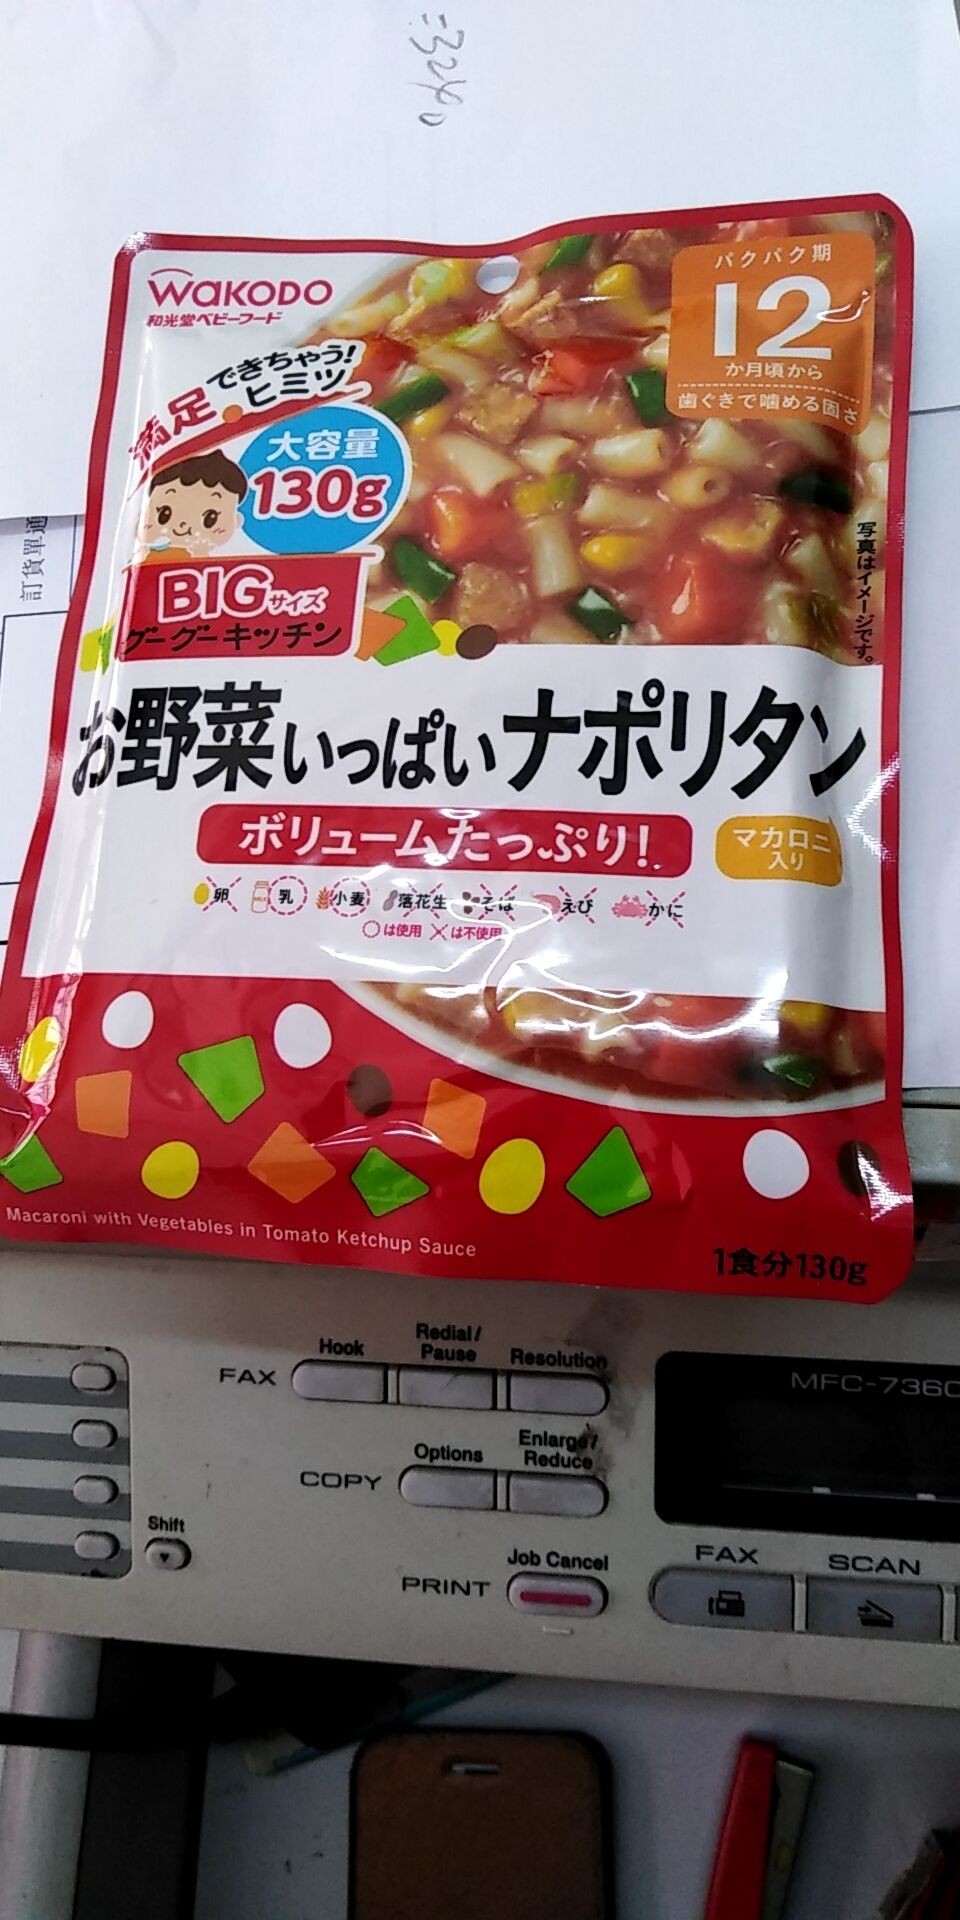 =3240
WAKODO
和光堂ベビーフード
できちゃう!
満足・ヒミツ
大容量
130g
BIGサイズ
グーグーキッチン
パクパク期
12
か月頃から
歯ぐきで噛める固さ
写真はイメージです。
訂貨單通
お野菜いっぱいナポリタン
ボリュームたっぷり!
マカロニ
入り
卵 乳 小麦 落花生 そば えび かに
○は使用 ×は不使用
Macaroni with Vegetables in Tomato Ketchup Sauce
1食分130g
Hook
Redial/
Pause
Resolution
FAX
MFC-7360
Options
Enlarge/
Reduce
COPY
Shift
Job Cancel
PRINT
FAX
SCAN